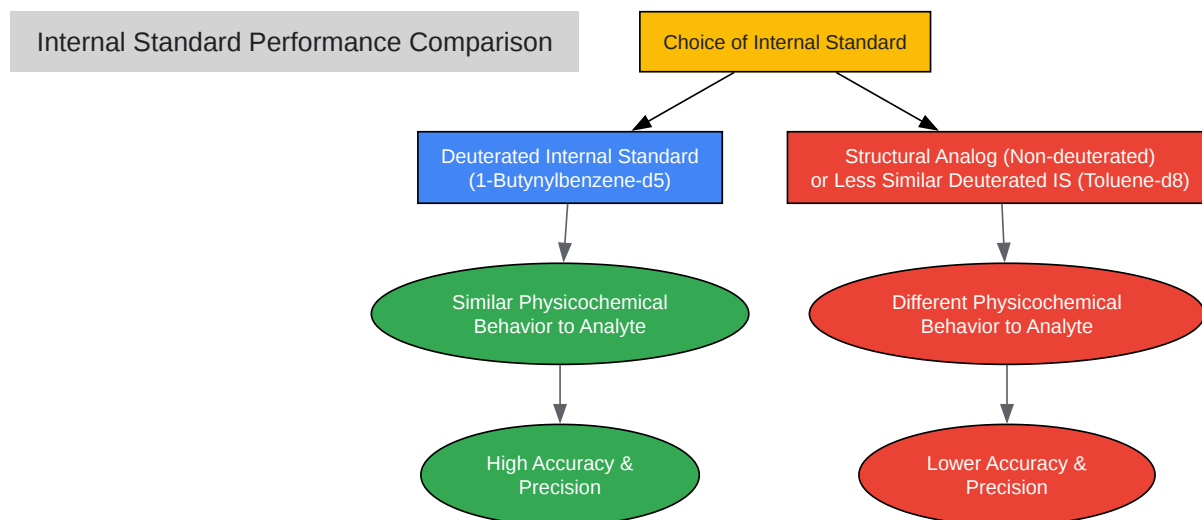 Internal Standard Performance Comparison
Choice of Internal Standard
Deuterated Internal Standard
(1-Butynylbenzene-d5)
Structural Analog (Non-deuterated)
or Less Similar Deuterated IS (Toluene-d8)
Similar Physicochemical
Behavior to Analyte
Different Physicochemical
Behavior to Analyte
High Accuracy &
Precision
Lower Accuracy &
Precision